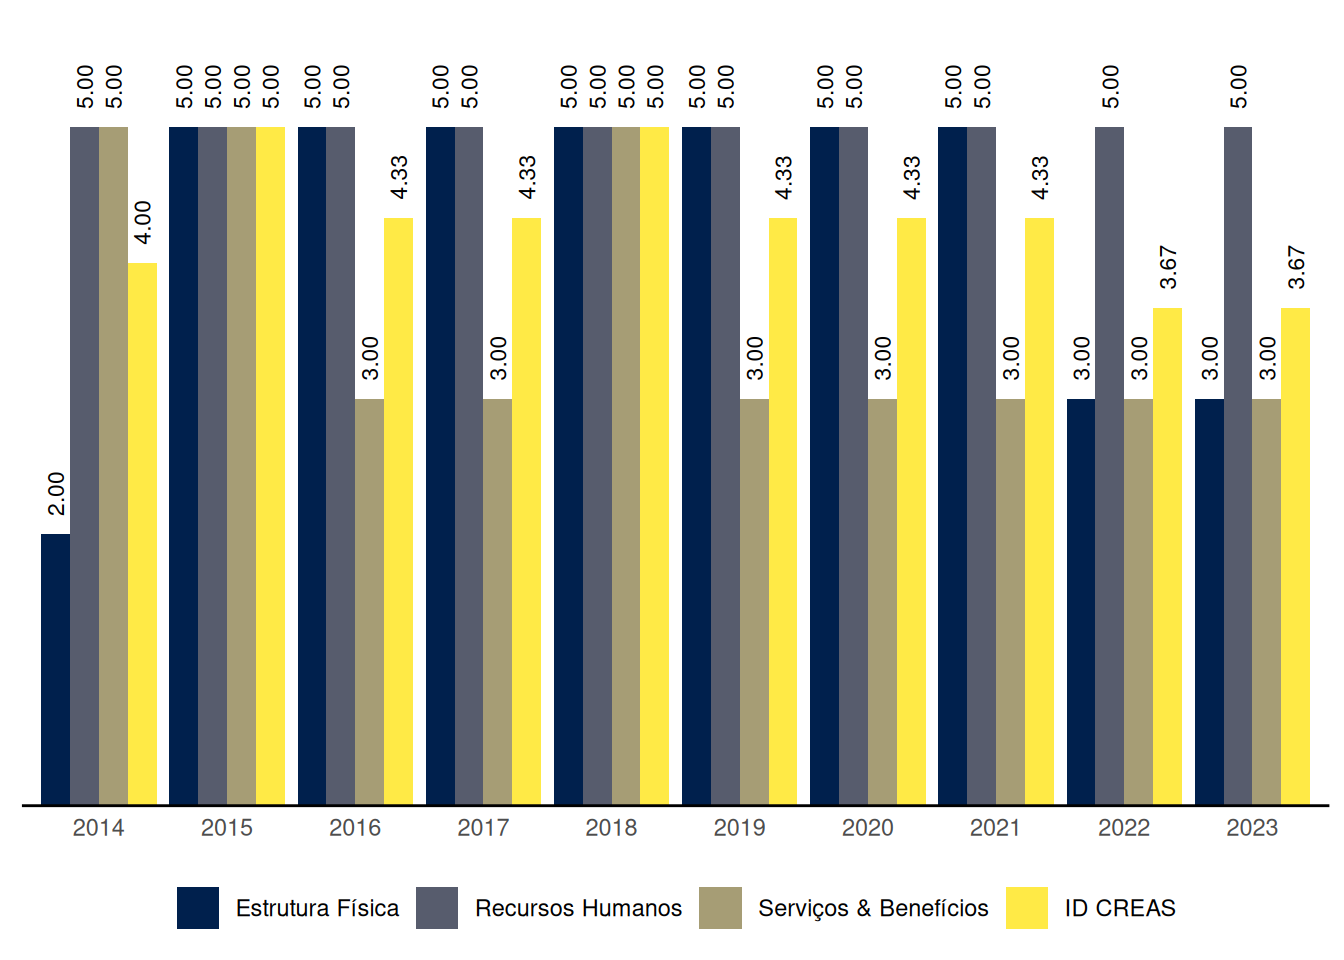 5.00 5.00 5.00 5.00 5.00 5.00 5.00 5.00 5.00 5.00 5.00 5.00 5.00 5.00 5.00 5.00 5.00 5.00 5.00 5.00 5.00 5.00
4.33 4.33 4.33 4.33 4.33
4.00
3.67 3.67
3.00 3.00 3.00 3.00 3.00 3.00 3.00 3.00 3.00
2.00
2014 2015 2016 2017 2018 2019 2020 2021 2022 2023
Estrutura Física Recursos Humanos Serviços & Benefícios ID CREAS